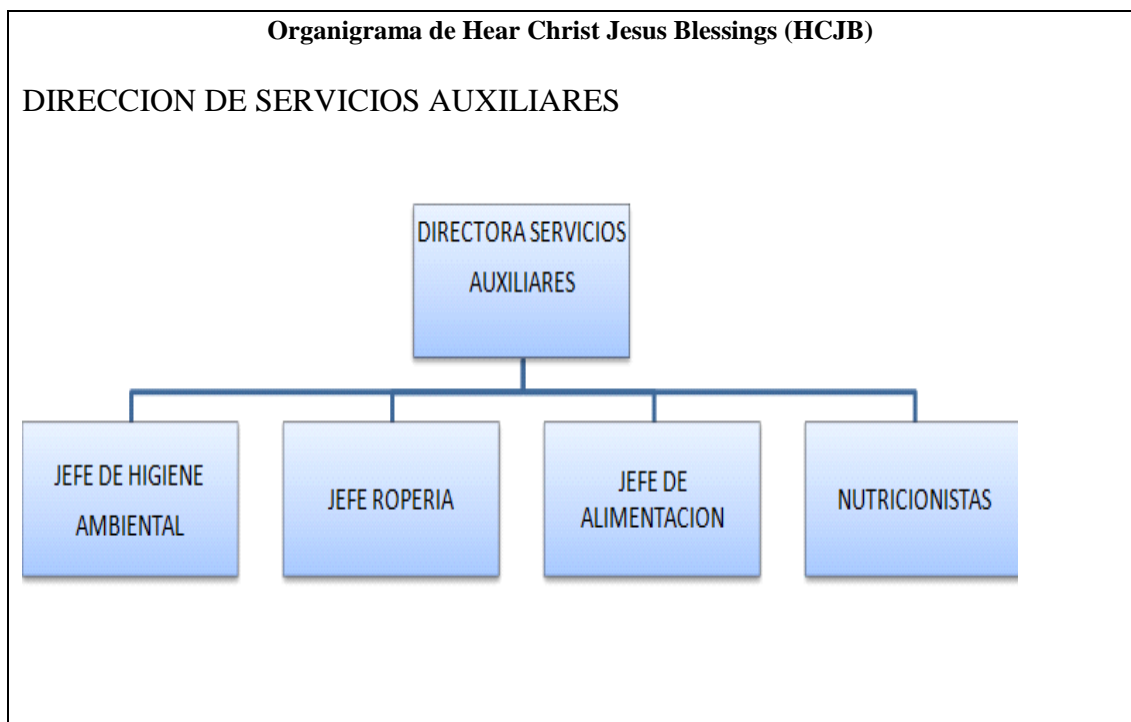 Organigrama de Hear Christ Jesus Blessings (HCJB)
DIRECCION DE SERVICIOS AUXILIARES
DIRECTORA SERVICIOS
AUXILIARES
JEFE DE HIGIENE
AMBIENTAL
JEFE ROPERIA
JEFE DE
ALIMENTACION
NUTRICIONISTAS